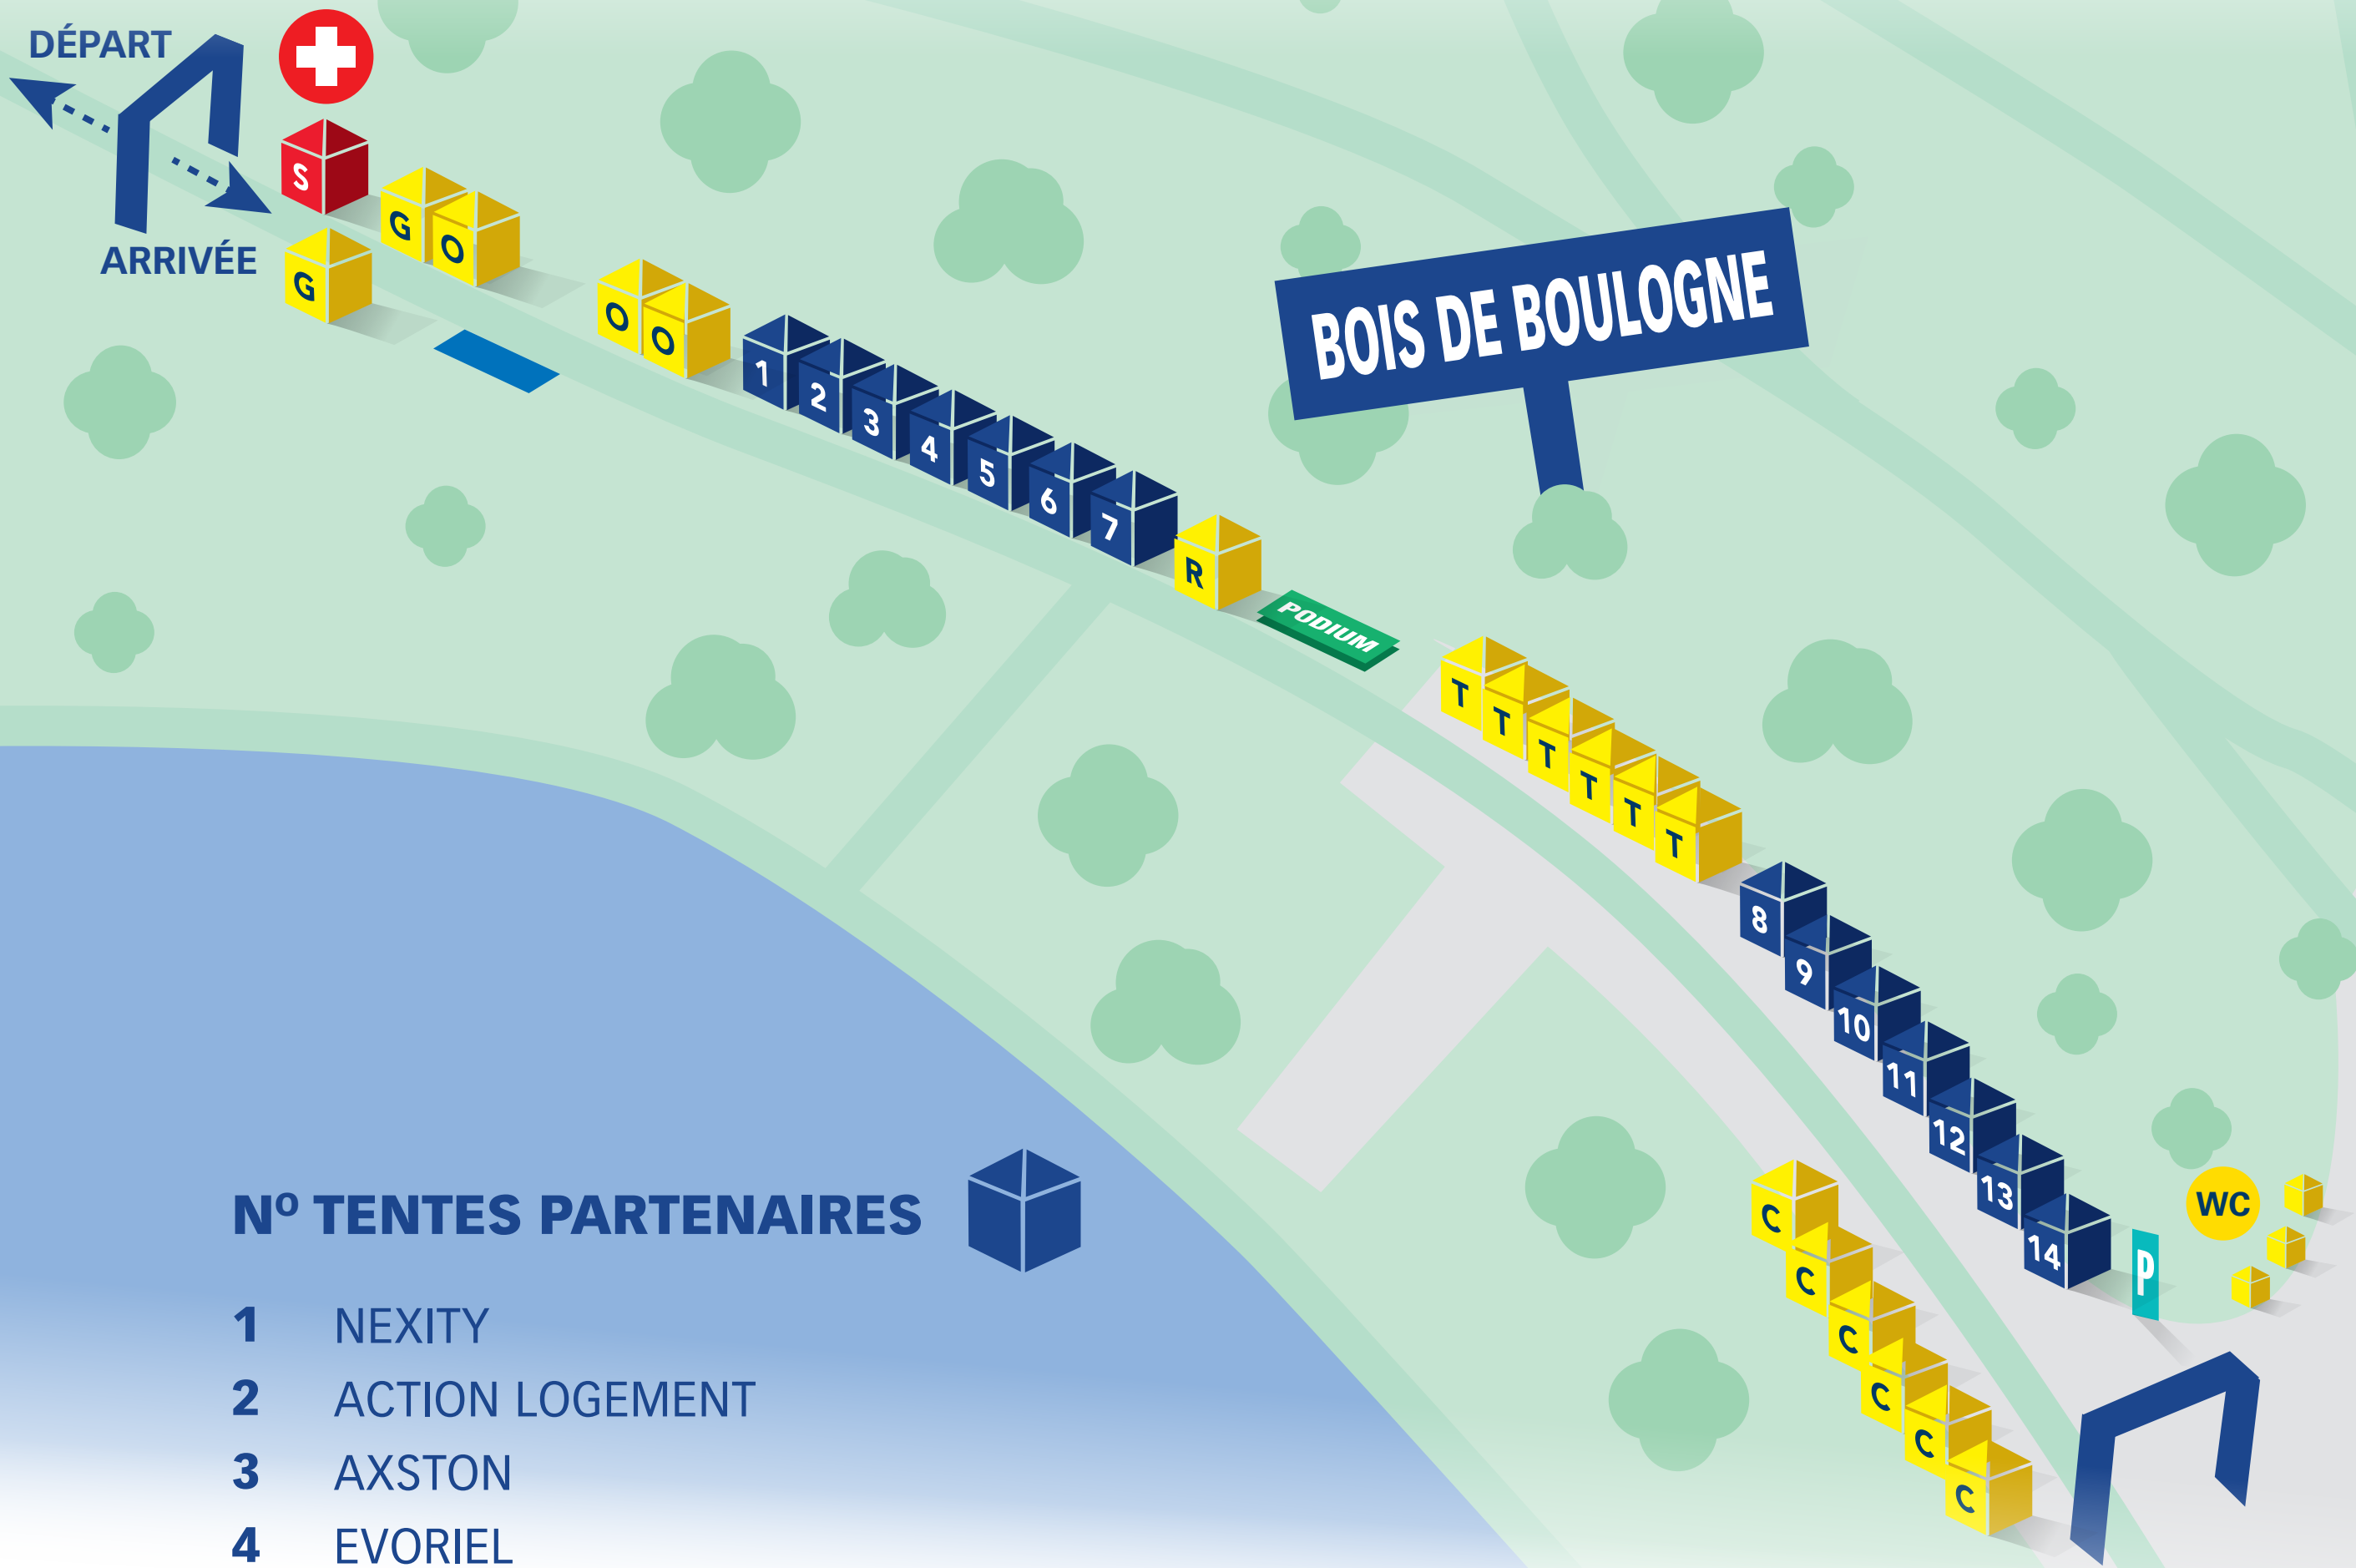 DÉPART
ARRIVÉE
S
G
O
G
O
O
1
2
3
4
5
6
7
R
PODIUM
BOIS DE BOULOGNE
T
T
T
T
T
T
8
9
10
11
12
13
14
P
WC
C
C
C
C
C
C
Nº TENTES PARTENAIRES
1 NEXITY
2 ACTION LOGEMENT
3 AXSTON
4 EVORIEL